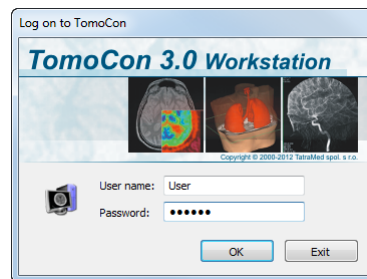 Log on to TomoCon
TomoCon 3.0 Workstation
Copyright © 2000-2012 TatraMed spol. s r.o.
User name: User
Password: ●●●●●●
OK Exit